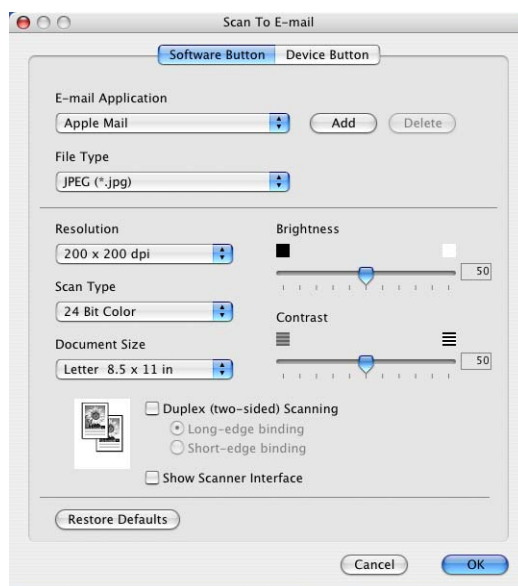 Scan To E-mail
Software Button Device Button
E-mail Application
Apple Mail Add Delete
File Type
JPEG (*.jpg)
Resolution
200 x 200 dpi
Scan Type
24 Bit Color
Document Size
Letter 8.5 x 11 in
Brightness
50
Contrast
50
Duplex (two-sided) Scanning
Long-edge binding
Short-edge binding
Show Scanner Interface
Restore Defaults
Cancel OK